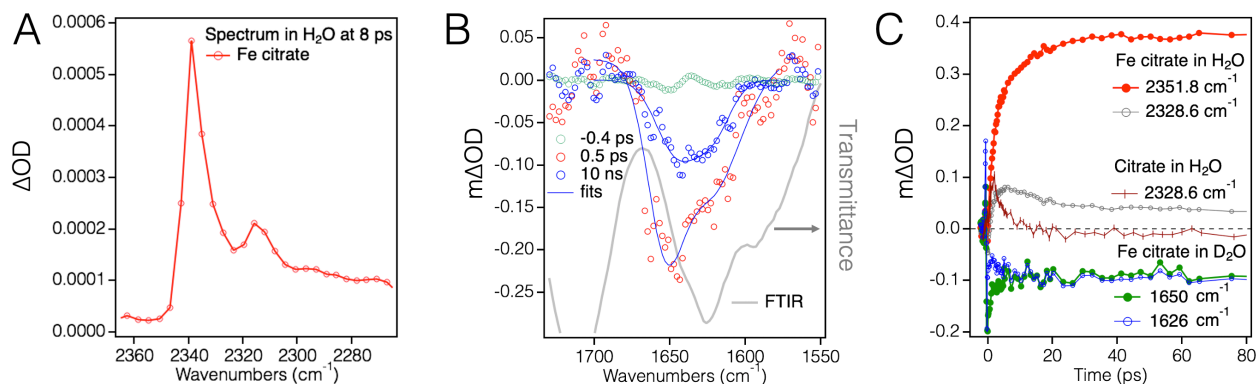 A
Spectrum in H2O at 8 ps
Fe citrate
0.0006
0.0005
0.0004
0.0003
0.0002
0.0001
0.0000
ΔOD
2360
2340
2320
2300
2280
Wavenumbers (cm-1)
B
0.05
0.00
-0.05
-0.10
-0.15
-0.20
-0.25
mΔOD
-0.4 ps
0.5 ps
10 ns
fits
FTIR
Transmittance
1700
1650
1600
1550
Wavenumbers (cm-1)
C
0.4
0.3
0.2
0.1
0.0
-0.1
-0.2
mΔOD
Fe citrate in H2O
2351.8 cm-1
2328.6 cm-1
Citrate in H2O
2328.6 cm-1
Fe citrate in D2O
1650 cm-1
1626 cm-1
0
20
40
60
80
Time (ps)